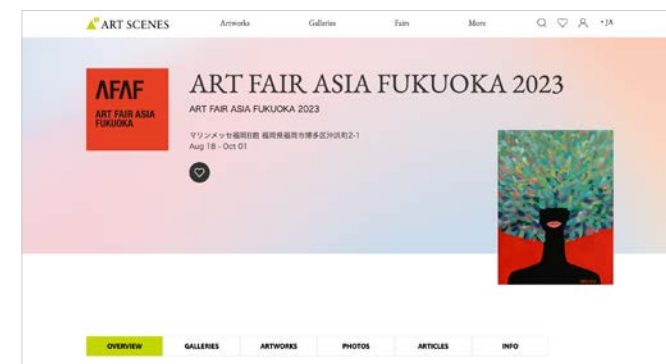 ART SCENES
Artworks
Galleries
Fairs
More
JA
AFAF
ART FAIR ASIA
FUKUOKA
ART FAIR ASIA FUKUOKA 2023
ART FAIR ASIA FUKUOKA 2023
マリンメッセ福岡B館 福岡県福岡市博多区沖浜町2-1
Aug 18 - Oct 01
OVERVIEW
GALLERIES
ARTWORKS
PHOTOS
ARTICLES
INFO